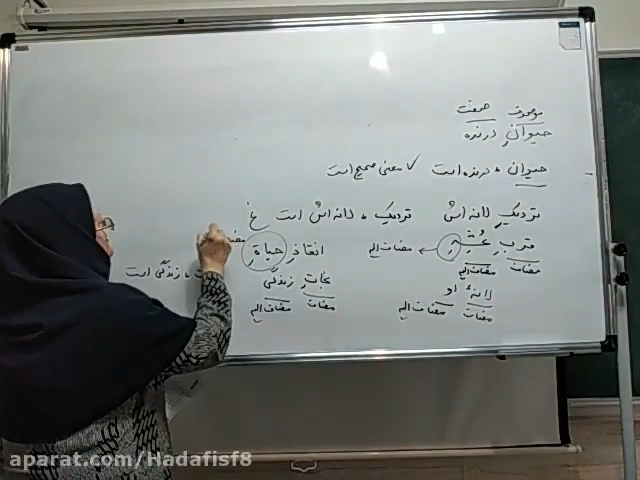 موصوف صفت
حیوانِ درنده
حیوان ، درنده است ✓ معنی صحیح است
نزدیکِ لانه اش نزدیک ، لانه اش است غ
قربِ عُشِّهِ ← مضاف الیه انقاذِ حیاةِ
مضاف مضاف الیه نجاتِ زندگی ، زندگی است
لانهٔ او مضاف مضاف الیه
مضاف مضاف الیه
aparat.com/Hadafisf8